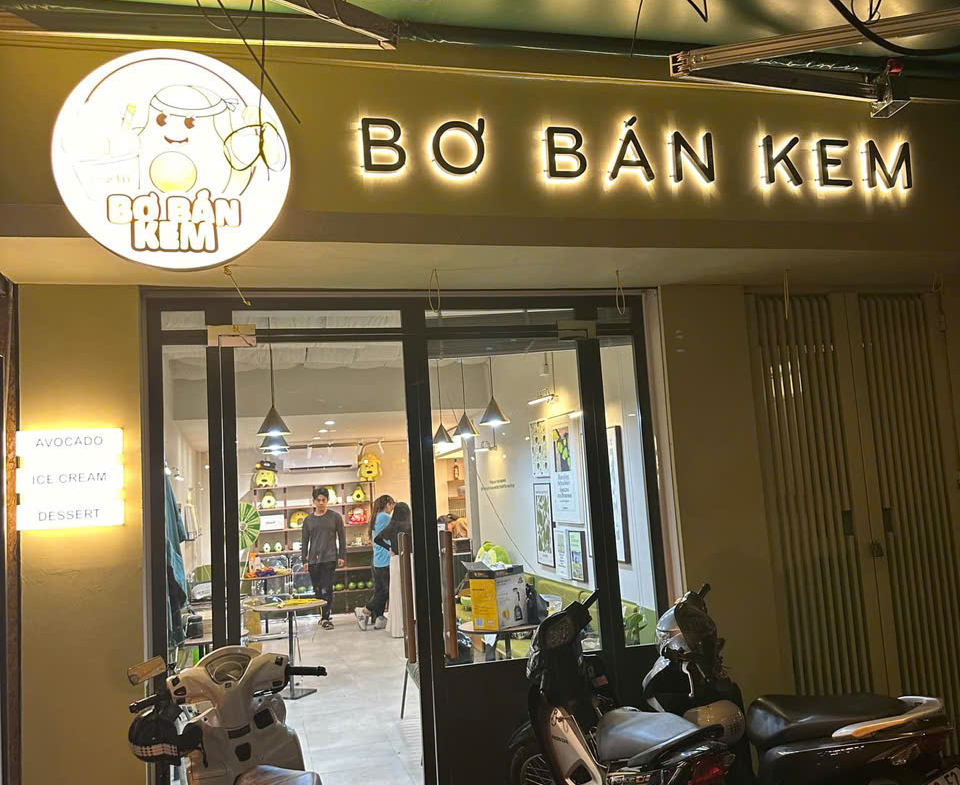 BƠ BÁN KEM
BƠ BÁN
KEM
AVOCADO
ICE CREAM
DESSERT